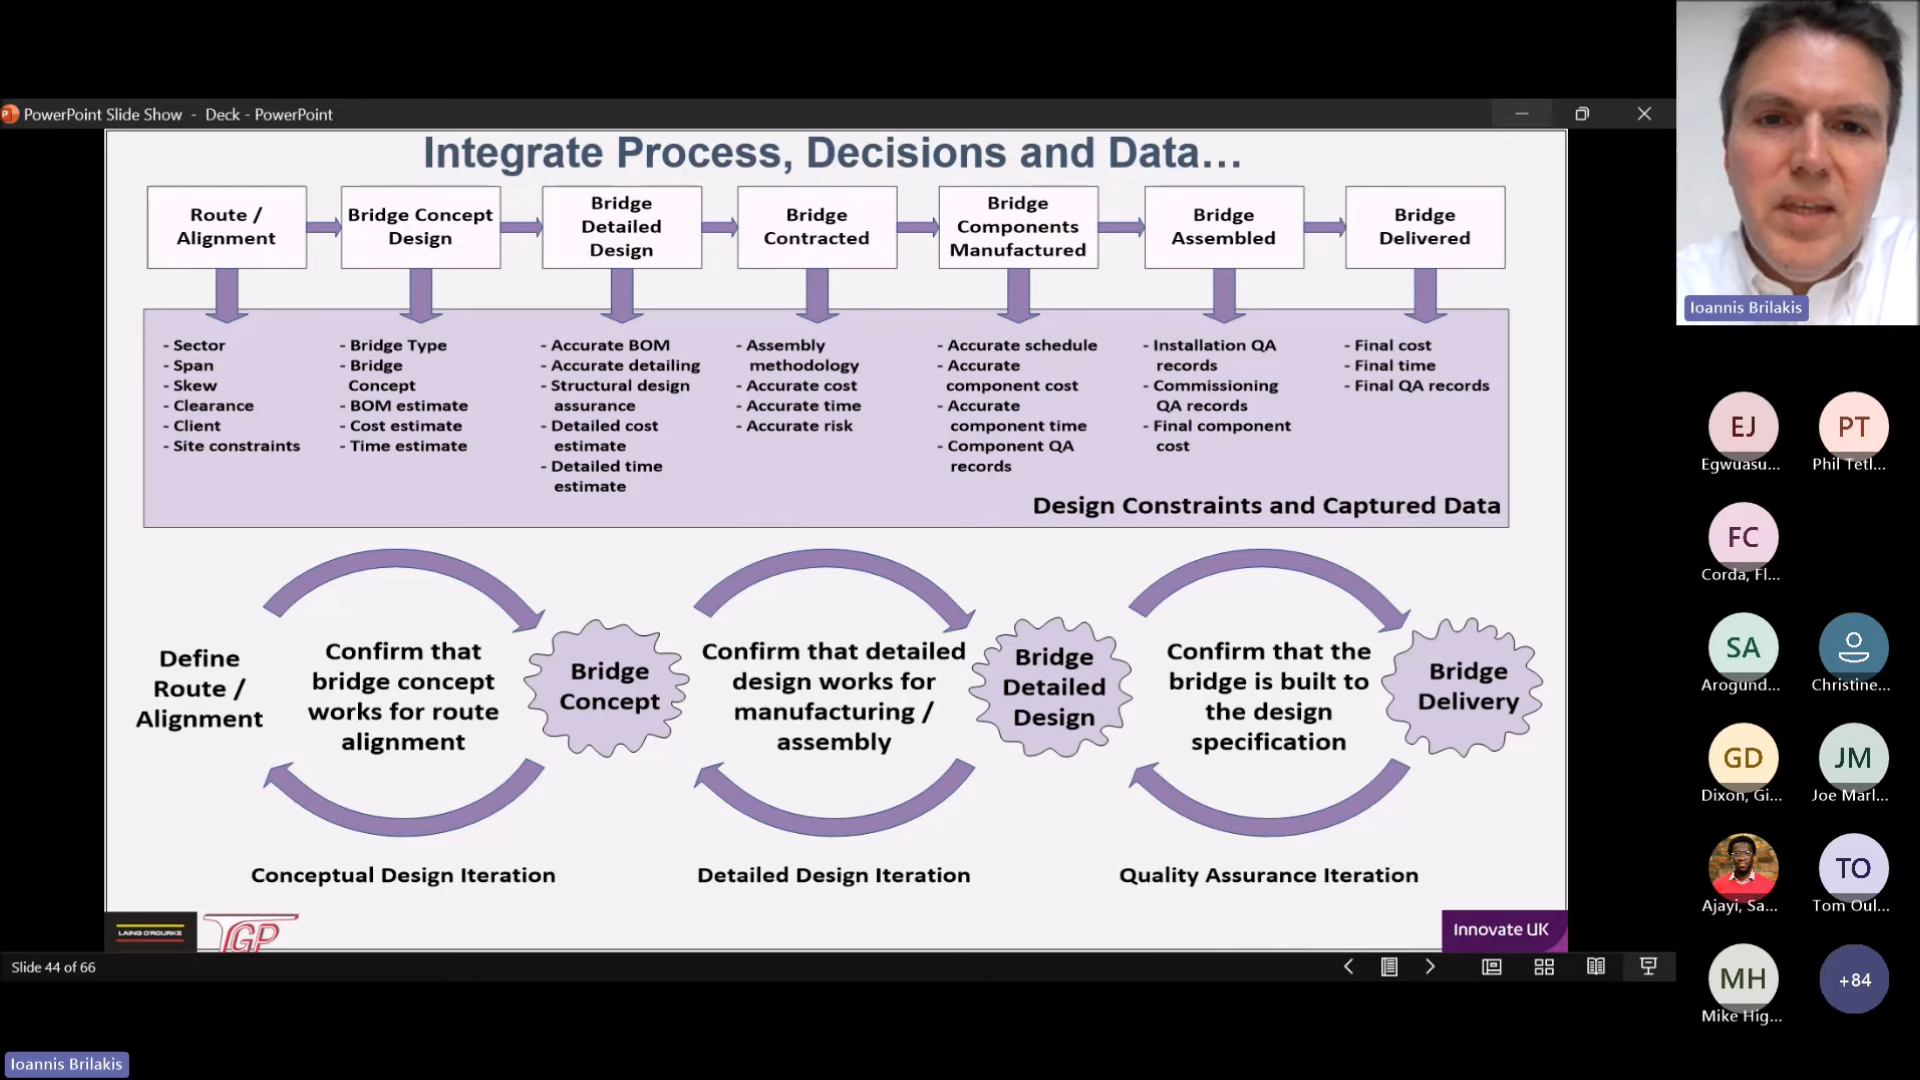 PowerPoint Slide Show - Deck - PowerPoint
Integrate Process, Decisions and Data...
Route /
Alignment
Bridge Concept
Design
Bridge
Detailed
Design
Bridge
Contracted
Bridge
Components
Manufactured
Bridge
Assembled
Bridge
Delivered
- Sector
- Span
- Skew
- Clearance
- Client
- Site constraints
- Bridge Type
- Bridge
Concept
- BOM estimate
- Cost estimate
- Time estimate
- Accurate BOM
- Accurate detailing
- Structural design
assurance
- Detailed cost
estimate
- Detailed time
estimate
- Assembly
methodology
- Accurate cost
- Accurate time
- Accurate risk
- Accurate schedule
- Accurate
component cost
- Accurate
component time
- Component QA
records
- Installation QA
records
- Commissioning
QA records
- Final component
cost
- Final cost
- Final time
- Final QA records
Design Constraints and Captured Data
Define
Route /
Alignment
Confirm that
bridge concept
works for route
alignment
Bridge
Concept
Confirm that detailed
design works for
manufacturing /
assembly
Bridge
Detailed
Design
Confirm that the
bridge is built to
the design
specification
Bridge
Delivery
Conceptual Design Iteration
Detailed Design Iteration
Quality Assurance Iteration
LAING O'ROURKE
TGP
Innovate UK
Slide 44 of 66
Ioannis Brilakis
Ioannis Brilakis
EJ
Egwuasu...
PT
Phil Tetl...
FC
Corda, Fl...
SA
Arogund...
Christine...
GD
Dixon, Gi...
JM
Joe Marl...
Ajayi, Sa...
TO
Tom Oul...
MH
Mike Hig...
+84